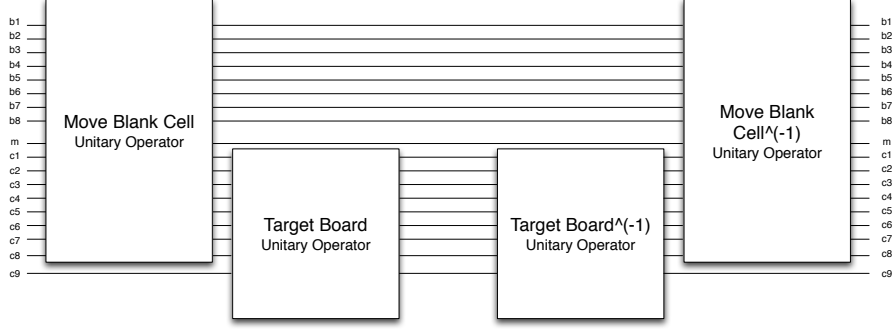 b1
b2
b3
b4
b5
b6
b7
b8
m
c1
c2
c3
c4
c5
c6
c7
c8
c9
Move Blank Cell
Unitary Operator
Target Board
Unitary Operator
Target Board^(-1)
Unitary Operator
Move Blank
Cell^(-1)
Unitary Operator
b1
b2
b3
b4
b5
b6
b7
b8
m
c1
c2
c3
c4
c5
c6
c7
c8
c9